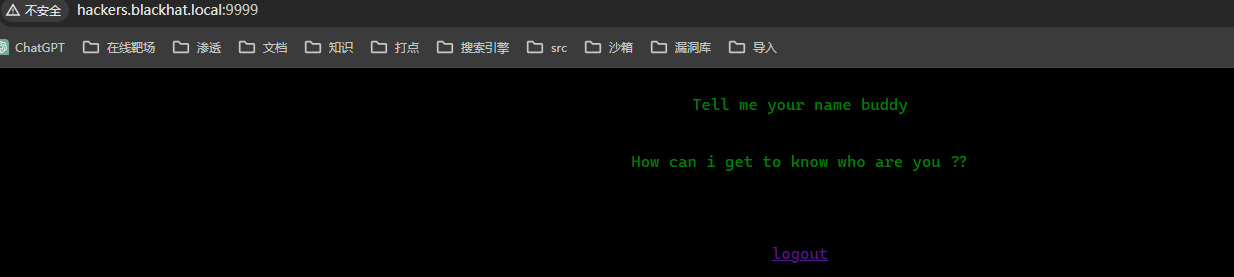 不安全 hackers.blackhat.local:9999
ChatGPT 在线靶场 渗透 文档 知识 打点 搜索引擎 src 沙箱 漏洞库 导入
Tell me your name buddy
How can i get to know who are you ??
logout